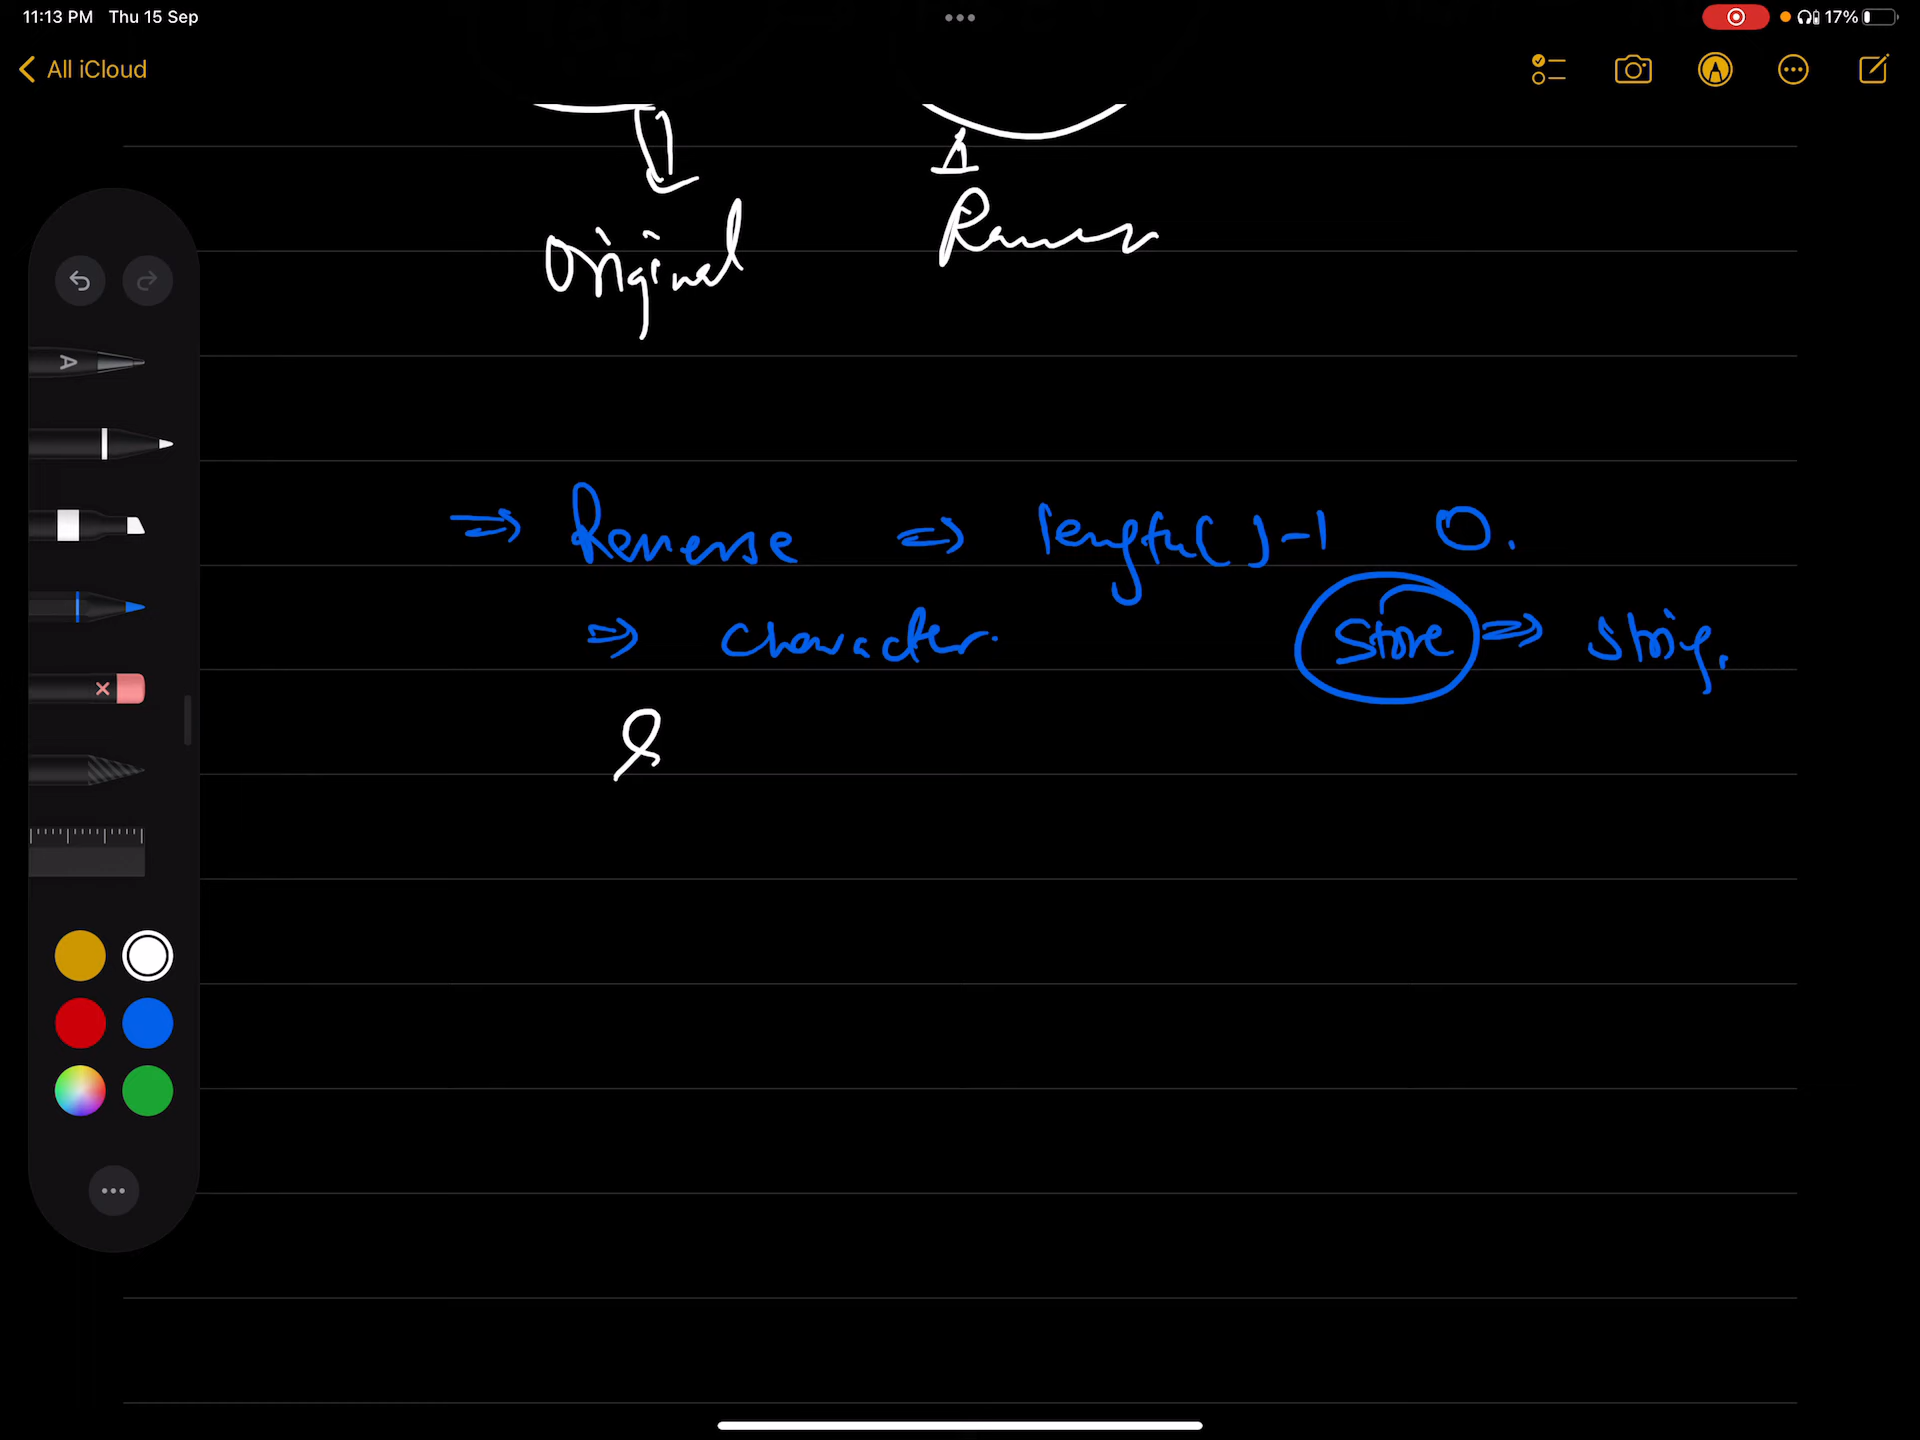 11:13 PM Thu 15 Sep
17%
All iCloud
Original
⇒ Reverse ⇒ length()-1 0.
⇒ character. Store ⇒ string.
A